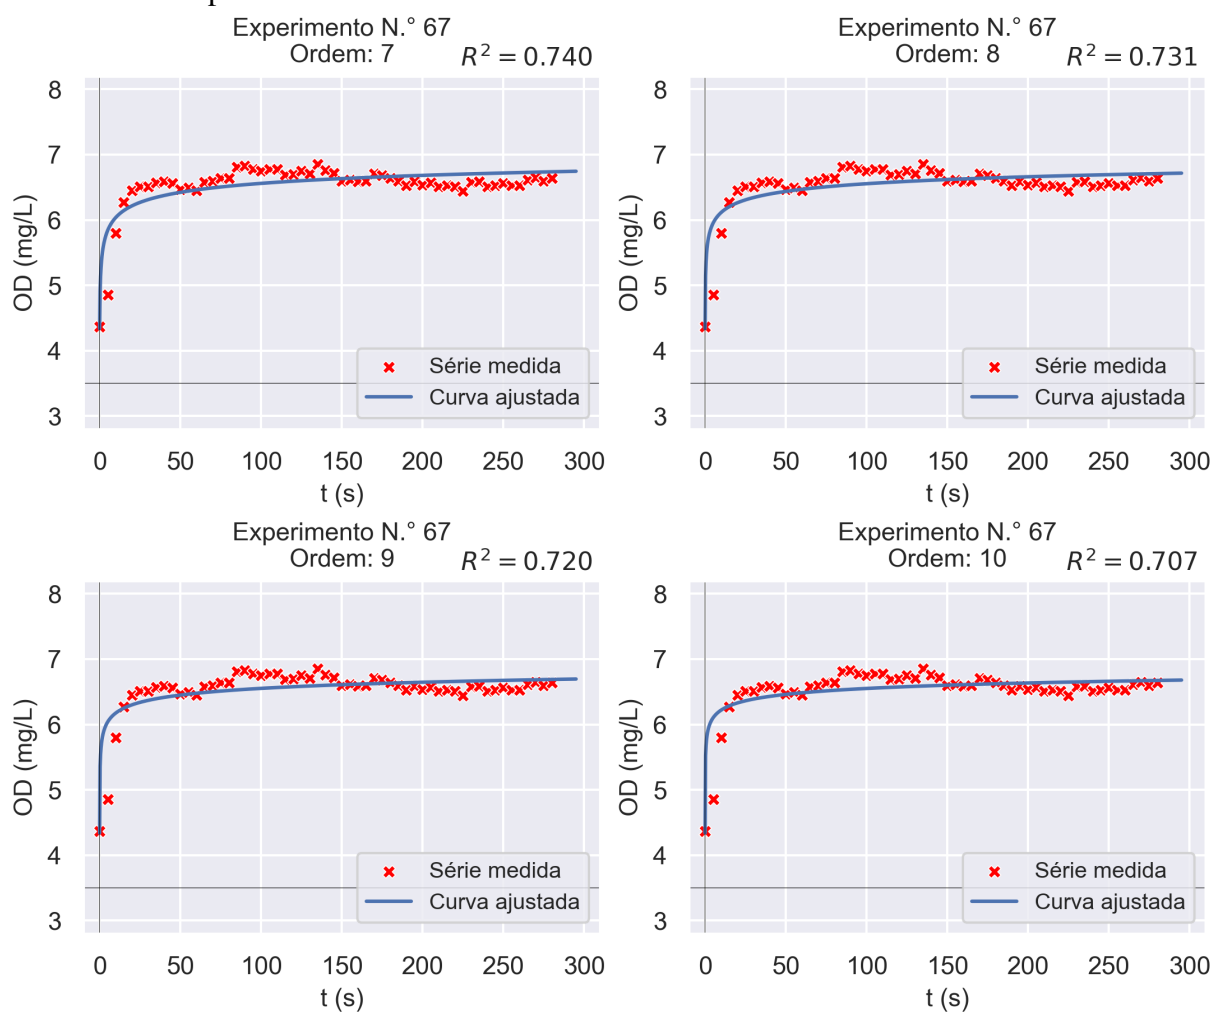 Experimento N.° 67
Ordem: 7
R² = 0.740
OD (mg/L)
8
7
6
5
4
3
Série medida
Curva ajustada
0 50 100 150 200 250 300
t (s)
Experimento N.° 67
Ordem: 8
R² = 0.731
OD (mg/L)
8
7
6
5
4
3
Série medida
Curva ajustada
0 50 100 150 200 250 300
t (s)
Experimento N.° 67
Ordem: 9
R² = 0.720
OD (mg/L)
8
7
6
5
4
3
Série medida
Curva ajustada
0 50 100 150 200 250 300
t (s)
Experimento N.° 67
Ordem: 10
R² = 0.707
OD (mg/L)
8
7
6
5
4
3
Série medida
Curva ajustada
0 50 100 150 200 250 300
t (s)